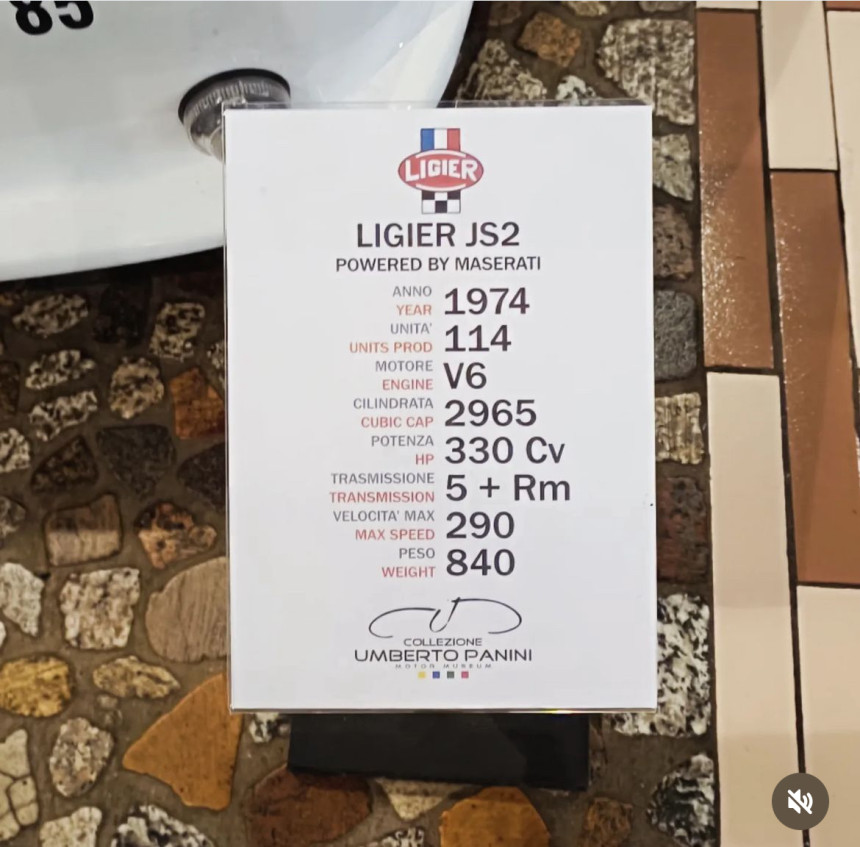 85
LIGIER
LIGIER JS2
POWERED BY MASERATI
ANNO
YEAR 1974
UNITA'
UNITS PROD 114
MOTORE
ENGINE V6
CILINDRATA
CUBIC CAP 2965
POTENZA
HP 330 Cv
TRASMISSIONE
TRANSMISSION 5 + Rm
VELOCITA' MAX
MAX SPEED 290
PESO
WEIGHT 840
COLLEZIONE
UMBERTO PANINI
MOTOR MUSEUM